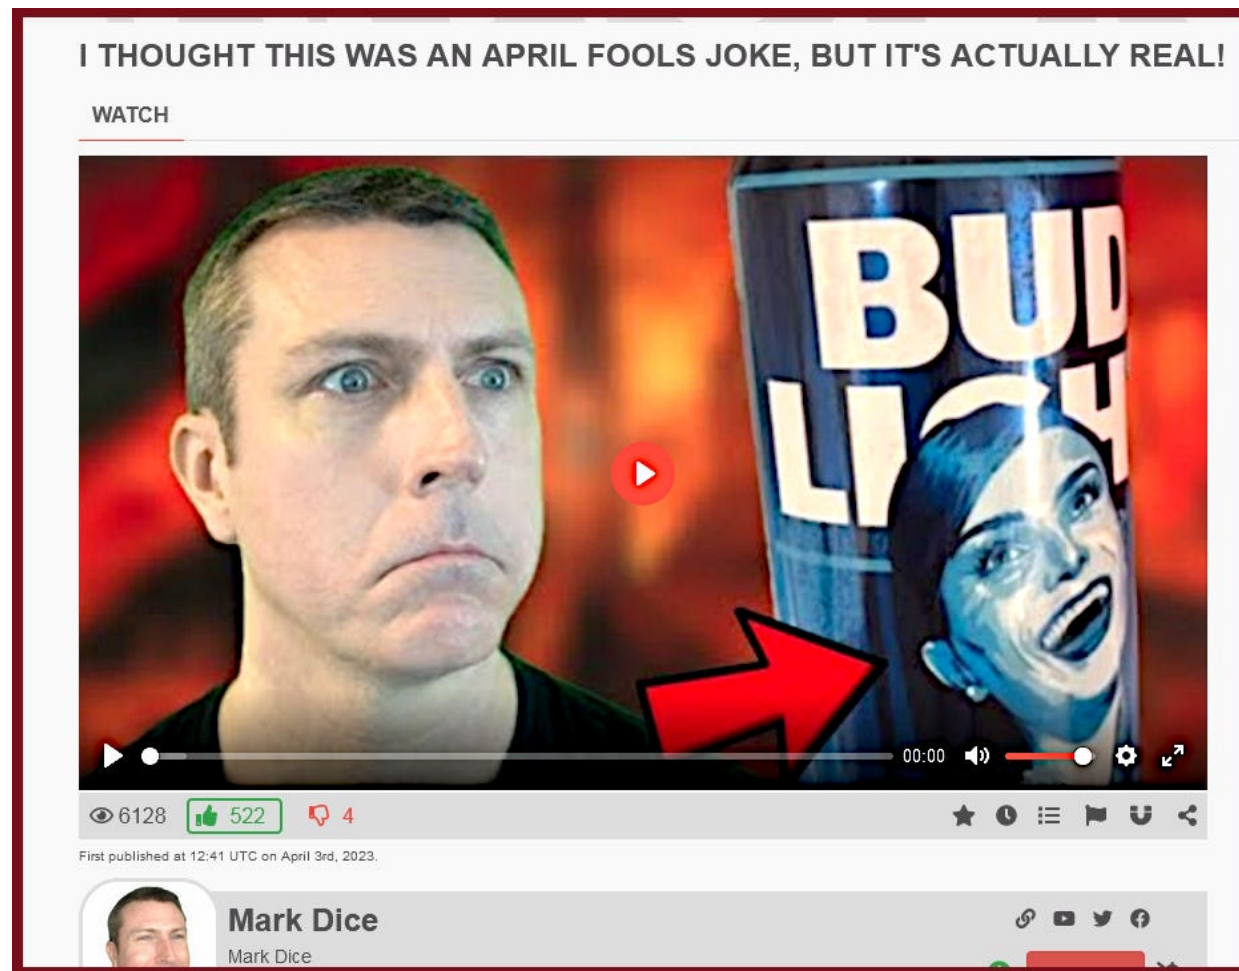 I THOUGHT THIS WAS AN APRIL FOOLS JOKE, BUT IT'S ACTUALLY REAL!
WATCH
BUD
LIGH
00:00
6128 522 4
First published at 12:41 UTC on April 3rd, 2023.
Mark Dice
Mark Dice